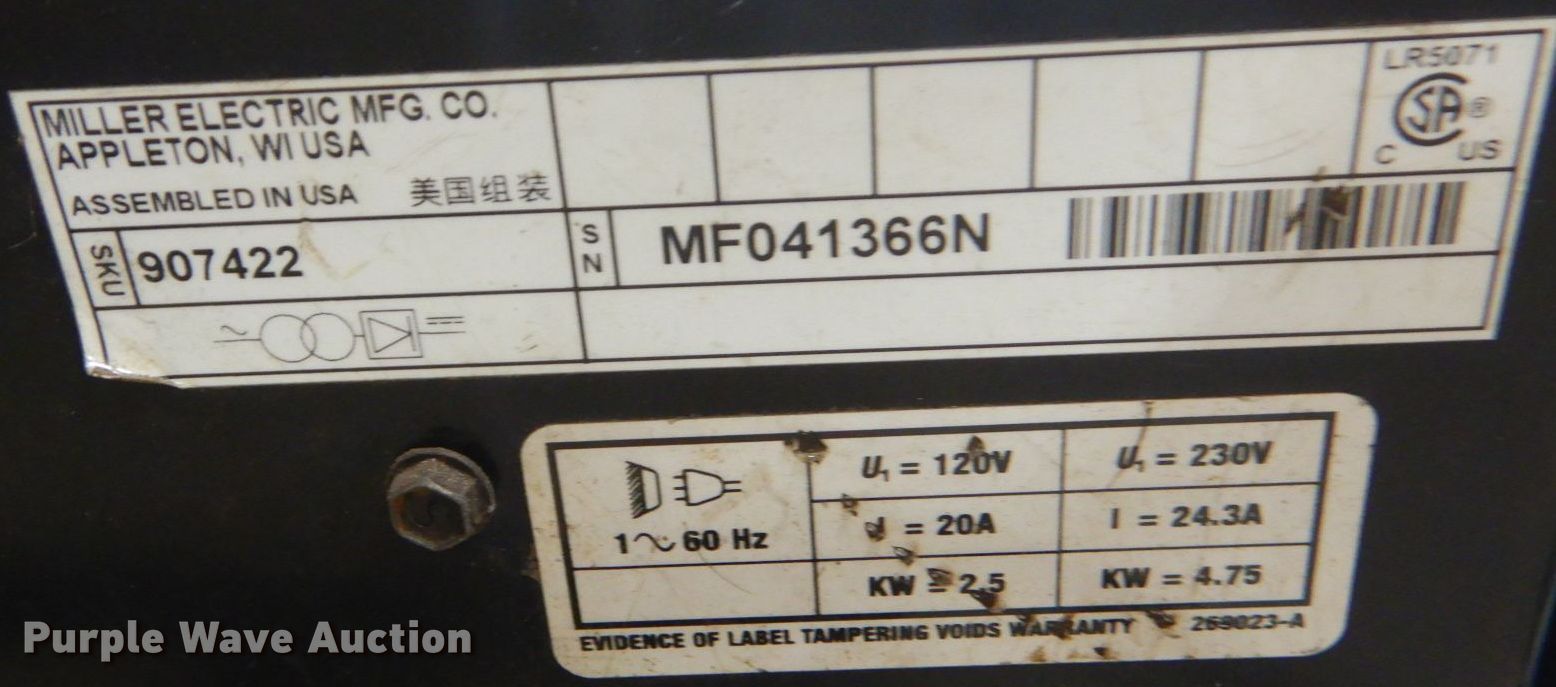 MILLER ELECTRIC MFG. CO.
APPLETON, WI USA
ASSEMBLED IN USA 美国组装
LR5071
SA ®
C US
SKU 907422
SN MF041366N
1~60 Hz
U1 = 120V U1 = 230V
I = 20A I = 24.3A
KW = 2.5 KW = 4.75
EVIDENCE OF LABEL TAMPERING VOIDS WARRANTY 269023-A
Purple Wave Auction